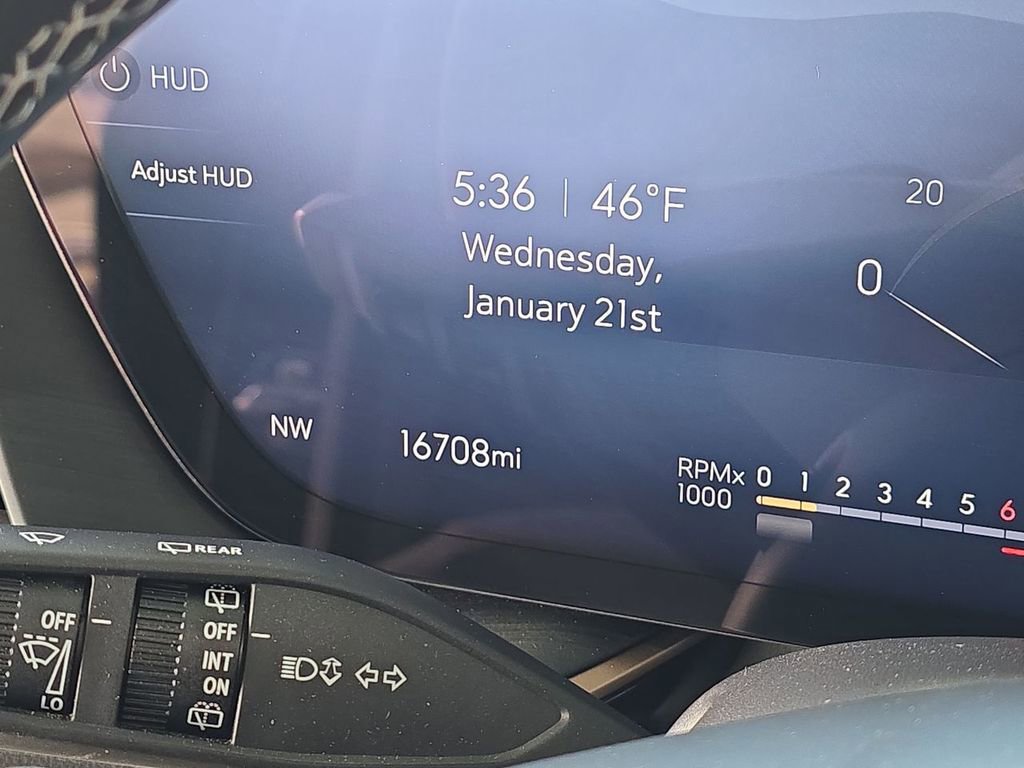 HUD
Adjust HUD
5:36 | 46°F
Wednesday,
January 21st
20
0
NW
16708mi
RPMx
1000
0 1 2 3 4 5 6
REAR
OFF
LO
OFF
INT
ON